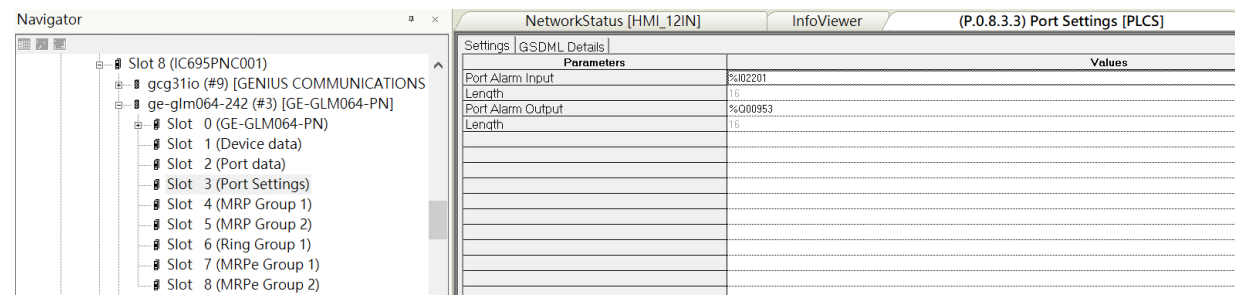 Navigator
NetworkStatus [HMI_12IN]
InfoViewer
(P.0.8.3.3) Port Settings [PLCS]
Slot 8 (IC695PNC001)
gcg31io (#9) [GENIUS COMMUNICATIONS
ge-glm064-242 (#3) [GE-GLM064-PN]
Slot 0 (GE-GLM064-PN)
Slot 1 (Device data)
Slot 2 (Port data)
Slot 3 (Port Settings)
Slot 4 (MRP Group 1)
Slot 5 (MRP Group 2)
Slot 6 (Ring Group 1)
Slot 7 (MRPe Group 1)
Slot 8 (MRPe Group 2)
Settings GSDML Details
Parameters Values
Port Alarm Input %I02201
Length 16
Port Alarm Output %Q00953
Length 16